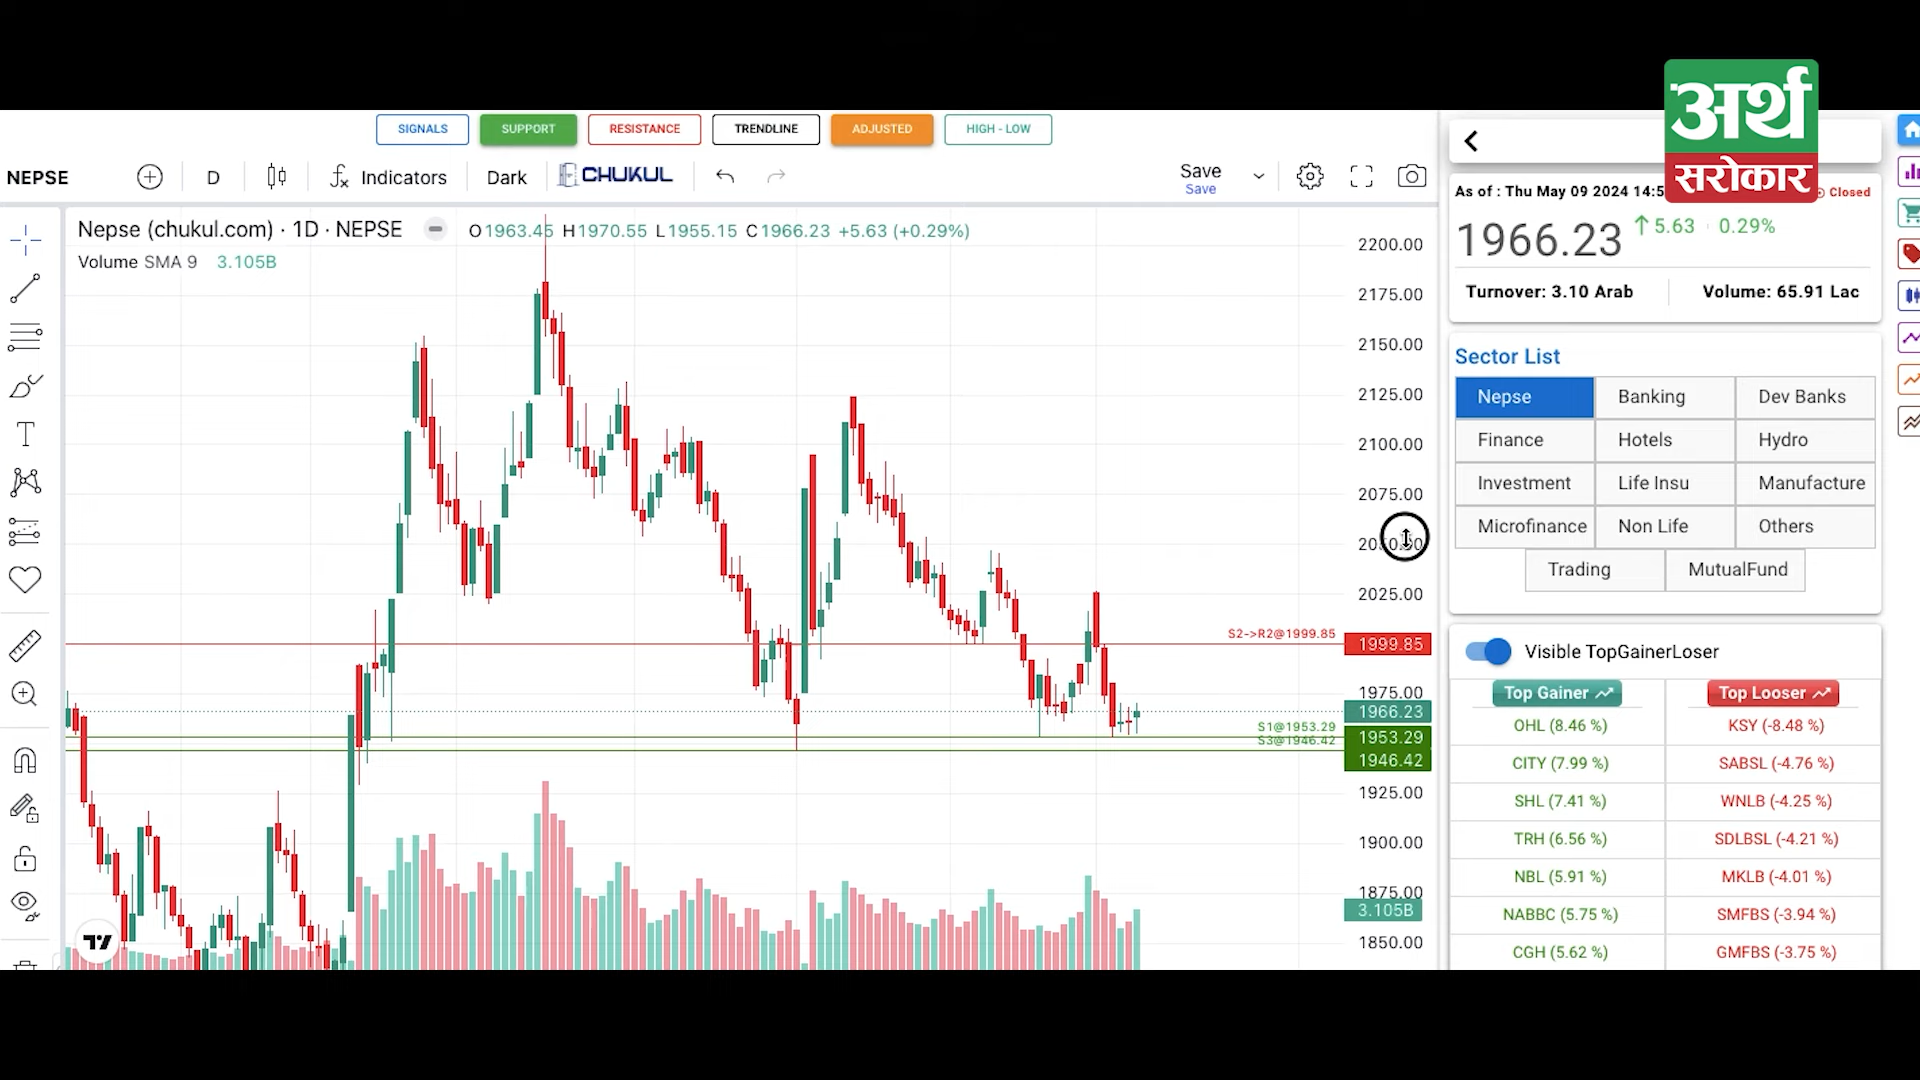 अर्थ
सरोकार
SIGNALS SUPPORT RESISTANCE TRENDLINE ADJUSTED HIGH - LOW
NEPSE D Indicators Dark CHUKUL Save
Save
Nepse (chukul.com) · 1D · NEPSE O1963.45 H1970.55 L1955.15 C1966.23 +5.63 (+0.29%)
Volume SMA 9 3.105B
T
2200.00
2175.00
2150.00
2125.00
2100.00
2075.00
2025.00
S2->R2@1999.85 1999.85
1975.00
1966.23
S1@1953.29 1953.29
S3@1946.42 1946.42
1925.00
1900.00
1875.00
3.105B
1850.00
As of : Thu May 09 2024 14:5 Closed
1966.23 5.63 0.29%
Turnover: 3.10 Arab Volume: 65.91 Lac
Sector List
Nepse Banking Dev Banks
Finance Hotels Hydro
Investment Life Insu Manufacture
Microfinance Non Life Others
Trading MutualFund
Visible TopGainerLoser
Top Gainer Top Looser
OHL (8.46 %) KSY (-8.48 %)
CITY (7.99 %) SABSL (-4.76 %)
SHL (7.41 %) WNLB (-4.25 %)
TRH (6.56 %) SDLBSL (-4.21 %)
NBL (5.91 %) MKLB (-4.01 %)
NABBC (5.75 %) SMFBS (-3.94 %)
CGH (5.62 %) GMFBS (-3.75 %)